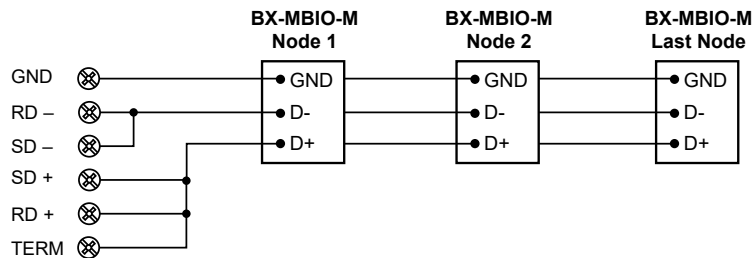 BX-MBIO-M BX-MBIO-M BX-MBIO-M
Node 1 Node 2 Last Node
GND GND GND GND
RD – D- D- D-
SD – D+ D+ D+
SD +
RD +
TERM